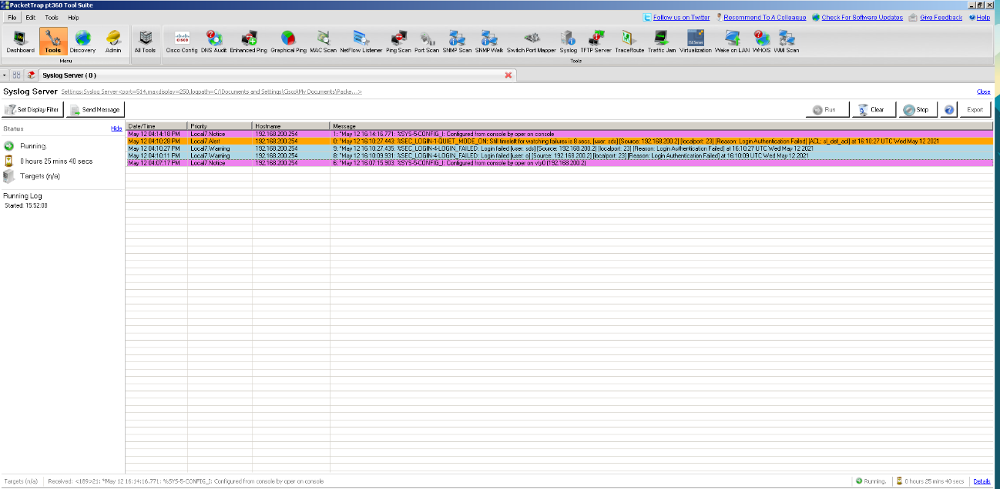 PacketTrap pt360 Tool Suite
File Edit Tools Help
Follow us on Twitter Recommend To A Colleague Check For Software Updates Give Feedback Help
Dashboard Tools Discovery Admin All Tools Cisco Config DNS Audit Enhanced Ping Graphical Ping MAC Scan NetFlow Listener Ping Scan Port Scan SNMP Scan SNMP Walk Switch Port Mapper Syslog TFTP Server TraceRoute Traffic Jam Virtualization Wake on LAN WHOIS WMI Scan
Menu Tools
Syslog Server ( 0 )
Syslog Server Settings:Syslog Server<port=514,maxdisplay=250,logpath=C:\Documents and Settings\Cisco\My Documents\Packe...> Close
Set Display Filter Send Message Run Clear Stop Export
Status Hide
Running.
0 hours 25 mins 40 secs
Targets (n/a)
Running Log
Started: 15:52:08
Date/Time Priority Hostname Message
May 12 04:14:18 PM Local7.Notice 192.168.200.254 1: *May 12 16:14:16.771: %SYS-5-CONFIG_I: Configured from console by oper on console
May 12 04:10:28 PM Local7.Alert 192.168.200.254 0: *May 12 16:10:27.443: %SEC_LOGIN-1-QUIET_MODE_ON: Still timeleft for watching failures is 8 secs, [user: sds] [Source: 192.168.200.2] [localport: 23] [Reason: Login Authentication Failed] [ACL: sl_def_acl] at 16:10:27 UTC Wed May 12 2021
May 12 04:10:27 PM Local7.Warning 192.168.200.254 9: *May 12 16:10:27.435: %SEC_LOGIN-4-LOGIN_FAILED: Login failed [user: sds] [Source: 192.168.200.2] [localport: 23] [Reason: Login Authentication Failed] at 16:10:27 UTC Wed May 12 2021
May 12 04:10:11 PM Local7.Warning 192.168.200.254 8: *May 12 16:10:09.931: %SEC_LOGIN-4-LOGIN_FAILED: Login failed [user: o] [Source: 192.168.200.2] [localport: 23] [Reason: Login Authentication Failed] at 16:10:09 UTC Wed May 12 2021
May 12 04:07:17 PM Local7.Notice 192.168.200.254 6: *May 12 16:07:15.903: %SYS-5-CONFIG_I: Configured from console by oper on vty0 (192.168.200.2)
Targets (n/a) Received: <189>21: *May 12 16:14:16.771: %SYS-5-CONFIG_I: Configured from console by oper on console Running. 0 hours 25 mins 40 secs Details